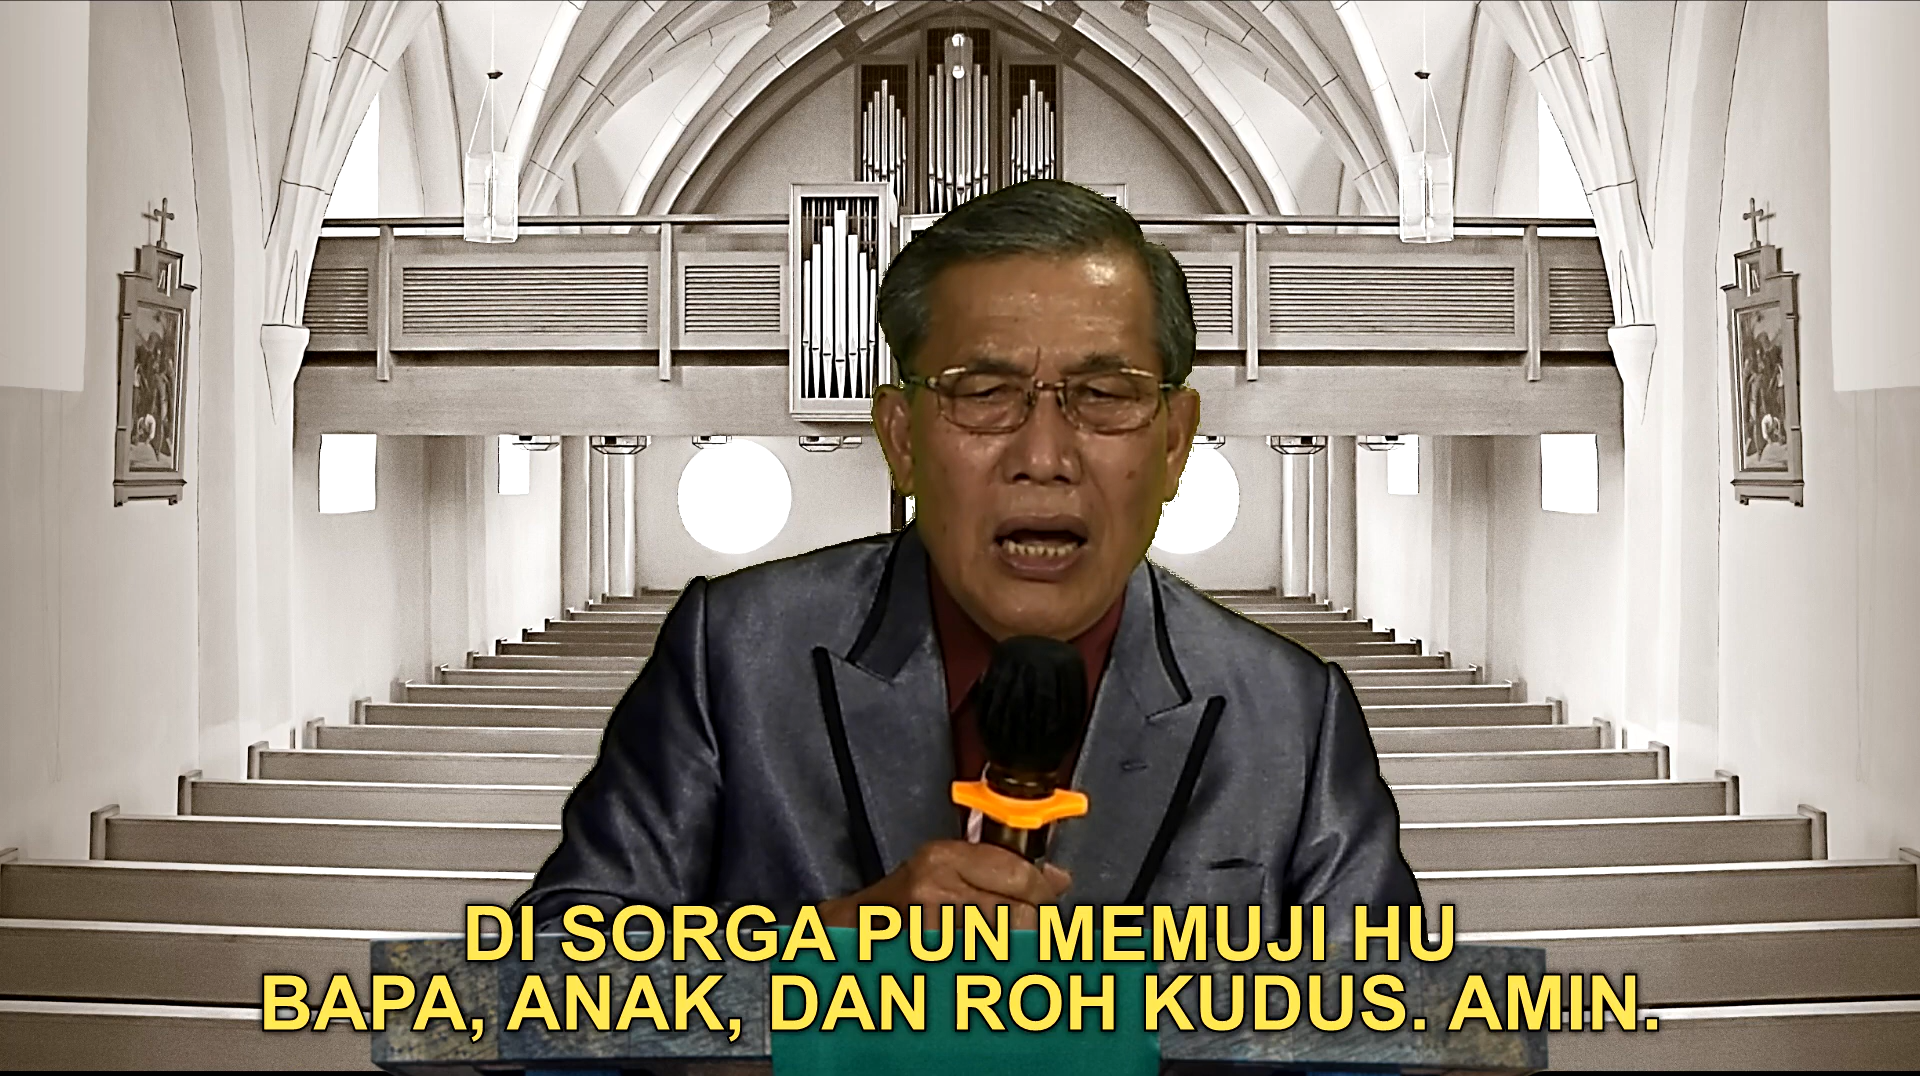 DI SORGA PUN MEMUJI HU
BAPA, ANAK, DAN ROH KUDUS. AMIN.